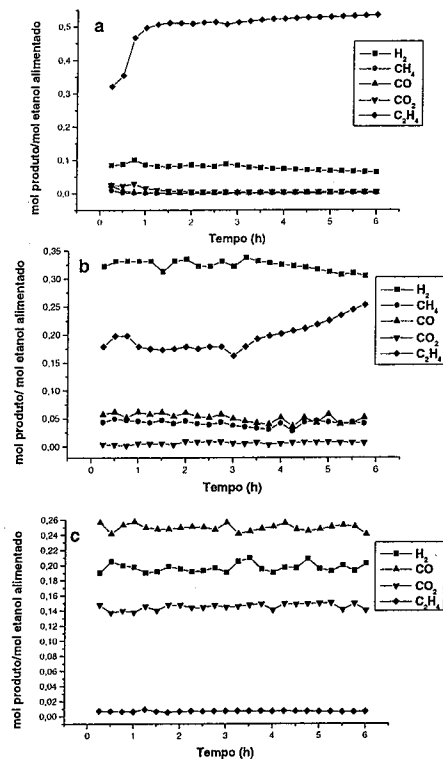 a
mol produto/mol etanol alimentado
0,5
0,4
0,3
0,2
0,1
0,0
H₂
CH₄
CO
CO₂
C₂H₄
0 1 2 3 4 5 6
Tempo (h)
b
mol produto/ mol etanol alimentado
0,35
0,30
0,25
0,20
0,15
0,10
0,05
0,00
H₂
CH₄
CO
CO₂
C₂H₄
0 1 2 3 4 5 6
Tempo (h)
c
mol produto/mol etanol alimentado
0,26
0,24
0,22
0,20
0,18
0,16
0,14
0,12
0,10
0,08
0,06
0,04
0,02
0,00
H₂
CO
CO₂
C₂H₄
0 1 2 3 4 5 6
Tempo (h)